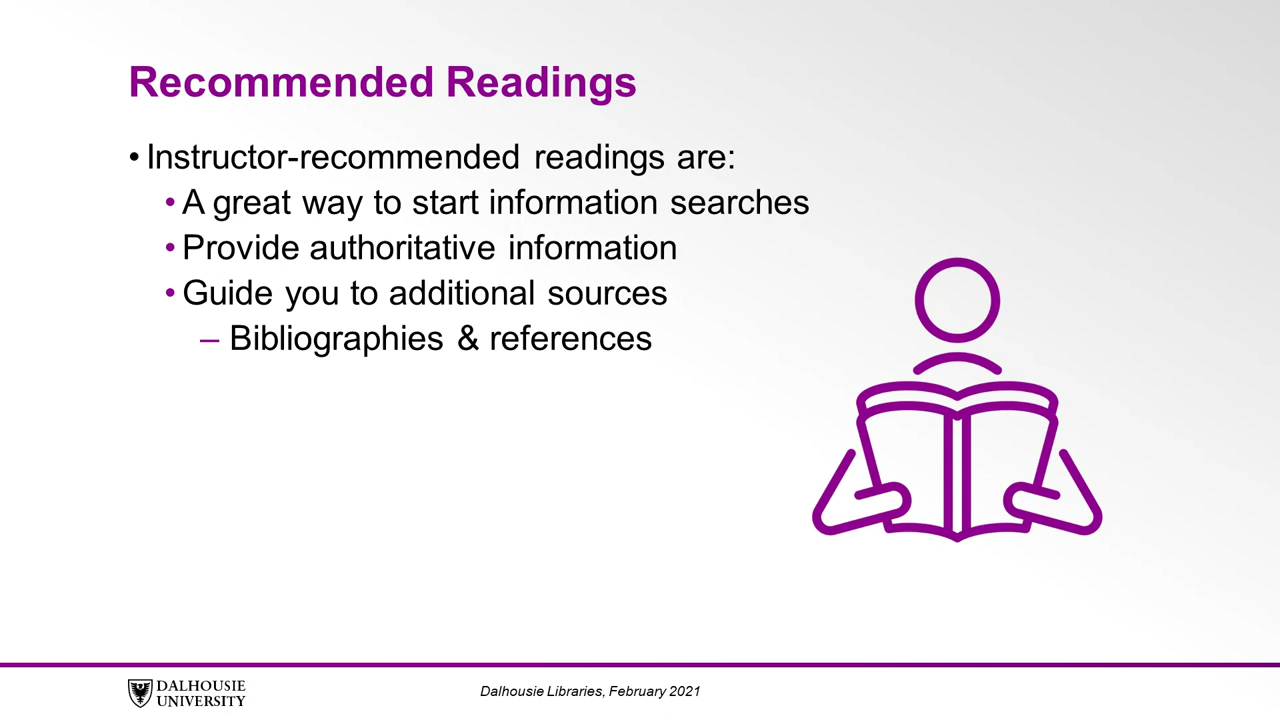 Recommended Readings
• Instructor-recommended readings are:
• A great way to start information searches
• Provide authoritative information
• Guide you to additional sources
– Bibliographies & references
DALHOUSIE
UNIVERSITY
Dalhousie Libraries, February 2021